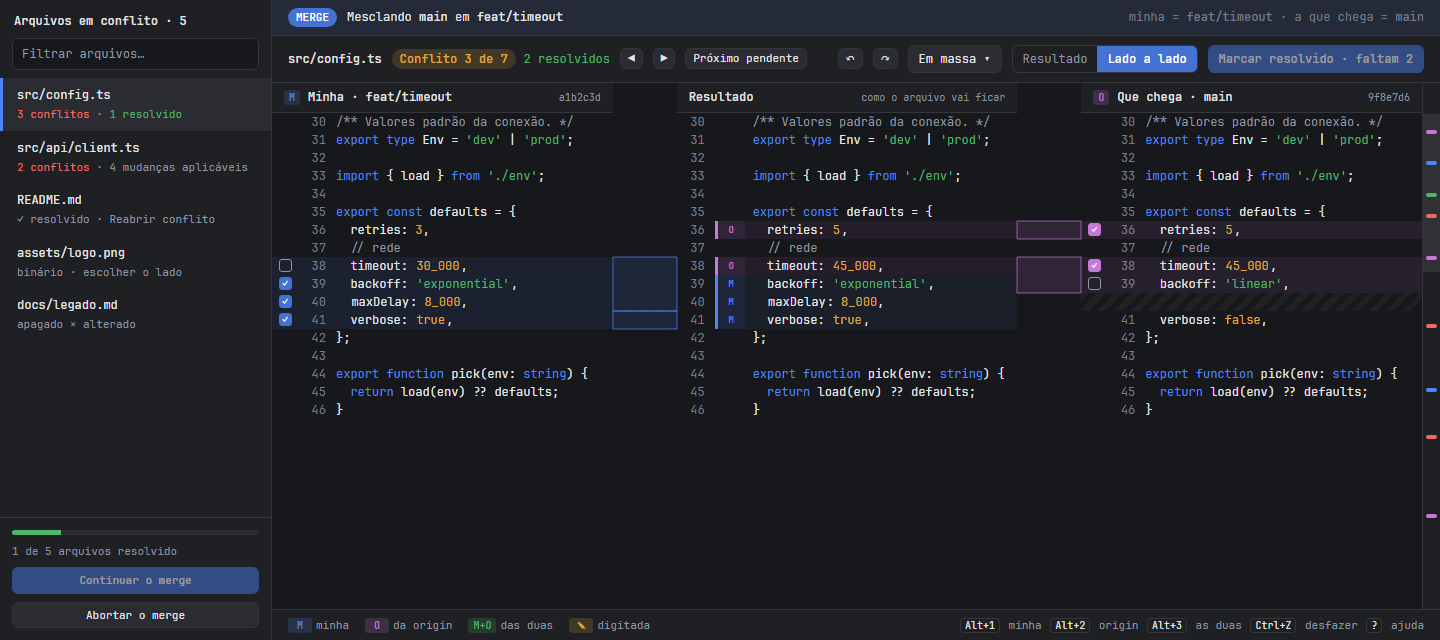 Arquivos em conflito · 5
Filtrar arquivos…
src/config.ts
3 conflitos · 1 resolvido
src/api/client.ts
2 conflitos · 4 mudanças aplicáveis
README.md
✓ resolvido · Reabrir conflito
assets/logo.png
binário · escolher o lado
docs/legado.md
apagado × alterado
1 de 5 arquivos resolvido
Continuar o merge
Abortar o merge
MERGE Mesclando main em feat/timeout
minha = feat/timeout · a que chega = main
src/config.ts Conflito 3 de 7 2 resolvidos ◀ ▶ Próximo pendente ↶ ↷ Em massa ▾ Resultado Lado a lado Marcar resolvido · faltam 2
M Minha · feat/timeout a1b2c3d
30 /** Valores padrão da conexão. */
31 export type Env = 'dev' | 'prod';
32
33 import { load } from './env';
34
35 export const defaults = {
36 retries: 3,
37 // rede
38 timeout: 30_000,
39 backoff: 'exponential',
40 maxDelay: 8_000,
41 verbose: true,
42 };
43
44 export function pick(env: string) {
45 return load(env) ?? defaults;
46 }
Resultado como o arquivo vai ficar
30 /** Valores padrão da conexão. */
31 export type Env = 'dev' | 'prod';
32
33 import { load } from './env';
34
35 export const defaults = {
36 O retries: 5,
37 // rede
38 O timeout: 45_000,
39 M backoff: 'exponential',
40 M maxDelay: 8_000,
41 M verbose: true,
42 };
43
44 export function pick(env: string) {
45 return load(env) ?? defaults;
46 }
O Que chega · main 9f8e7d6
30 /** Valores padrão da conexão. */
31 export type Env = 'dev' | 'prod';
32
33 import { load } from './env';
34
35 export const defaults = {
36 retries: 5,
37 // rede
38 timeout: 45_000,
39 backoff: 'linear',
41 verbose: false,
42 };
43
44 export function pick(env: string) {
45 return load(env) ?? defaults;
46 }
M minha O da origin M+O das duas ✎ digitada
Alt+1 minha Alt+2 origin Alt+3 as duas Ctrl+Z desfazer ? ajuda